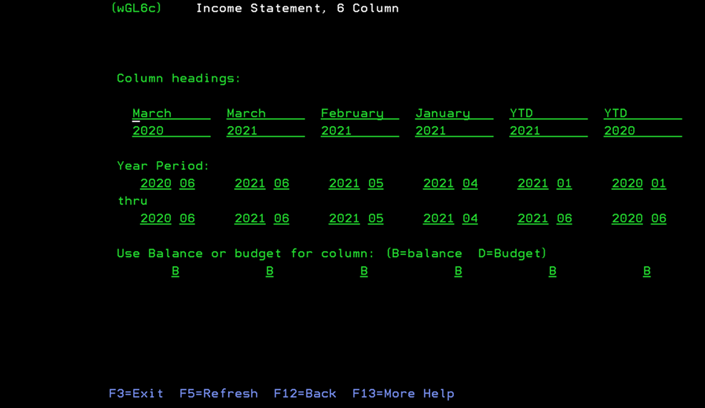 (wGL6c) Income Statement, 6 Column
Column headings:
March March February January YTD YTD
2020 2021 2021 2021 2021 2020
Year Period:
2020 06 2021 06 2021 05 2021 04 2021 01 2020 01
thru
2020 06 2021 06 2021 05 2021 04 2021 06 2020 06
Use Balance or budget for column: (B=balance D=Budget)
B B B B B B
F3=Exit F5=Refresh F12=Back F13=More Help